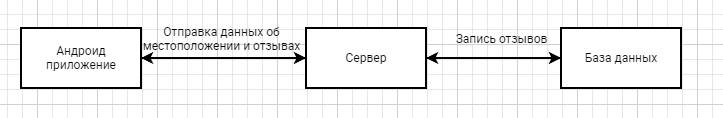 Андроид
приложение
Отправка данных об
местоположении и отзывах
Сервер
Запись отзывов
База данных